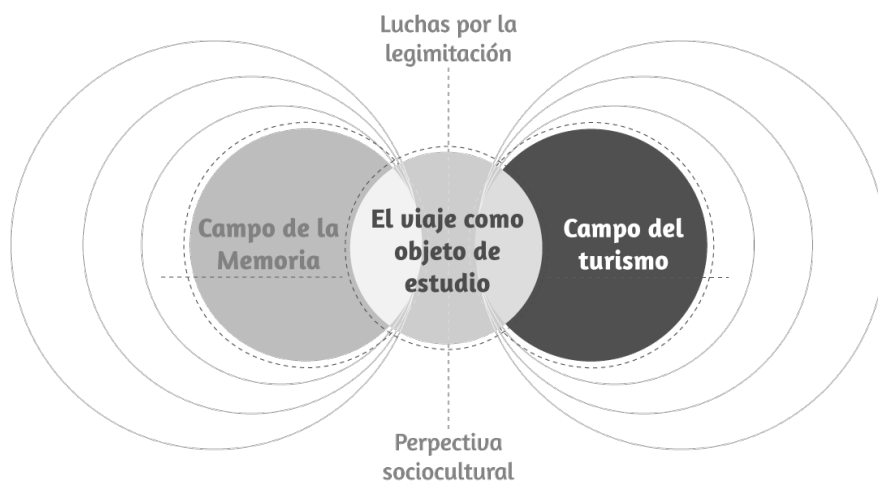 Luchas por la
legimitación
Campo de la
Memoria
El viaje como
objeto de
estudio
Campo del
turismo
Perpectiva
sociocultural